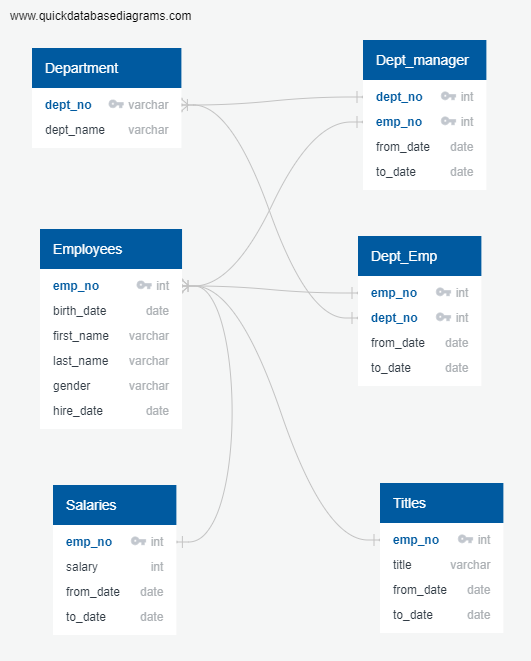 www.quickdatabasediagrams.com
Department
dept_no varchar
dept_name varchar
Dept_manager
dept_no int
emp_no int
from_date date
to_date date
Employees
emp_no int
birth_date date
first_name varchar
last_name varchar
gender varchar
hire_date date
Dept_Emp
emp_no int
dept_no int
from_date date
to_date date
Salaries
emp_no int
salary int
from_date date
to_date date
Titles
emp_no int
title varchar
from_date date
to_date date